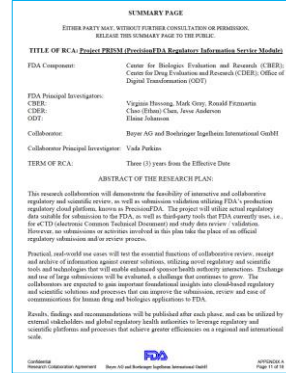 SUMMARY PAGE
EITHER PARTY MAY, WITHOUT FURTHER CONSULTATION OR PERMISSION,
RELEASE THIS SUMMARY PAGE TO THE PUBLIC.
TITLE OF RCA: Project PRISM (PrecisionFDA Regulatory Information Service Module)
FDA Component: Center for Biologics Evaluation and Research (CBER);
Center for Drug Evaluation and Research (CDER); Office of
Digital Transformation (ODT)
FDA Principal Investigators:
CBER: Virginia Hussong, Mark Gray, Ronald Fitzmartin
CDER: Chao (Ethan) Chen, Jesse Anderson
ODT: Elaine Johanson
Collaborator: Bayer AG and Boehringer Ingelheim International GmbH
Collaborator Principal Investigator: Vada Perkins
TERM OF RCA: Three (3) years from the Effective Date
ABSTRACT OF THE RESEARCH PLAN:
This research collaboration will demonstrate the feasibility of interactive and collaborative
regulatory and scientific review, as well as submission validation utilizing FDA's production
regulatory cloud platform, known as PrecisionFDA. The project will utilize actual regulatory
data suitable for submission to the FDA, as well as third-party tools that FDA currently uses, i.e.,
for eCTD (electronic Common Technical Document) and study data review / validation.
However, no submissions or activities involved in this plan take the place of an official
regulatory submission and/or review process.
Practical, real-world use cases will test the essential functions of collaborative review, receipt
and archive of information against current solutions, utilizing novel regulatory and scientific
tools and technologies that will enable enhanced sponsor/health authority interactions. Exchange
and use of large submissions will be evaluated, a challenge that continues to grow. The
collaborators are expected to gain important foundational insights into cloud-based regulatory
and scientific solutions and processes that can improve the submission, review and ease of
communications for human drug and biologics applications to FDA.
Results, findings and recommendations will be published after each phase, and can be utilized by
external stakeholders and global regulatory health authorities to leverage regulatory and
scientific platforms and processes that achieve greater efficiencies on a regional and international
scale.
FDA
Confidential
Research Collaboration Agreement Bayer AG and Boehringer Ingelheim International GmbH
APPENDIX A
Page 11 of 18